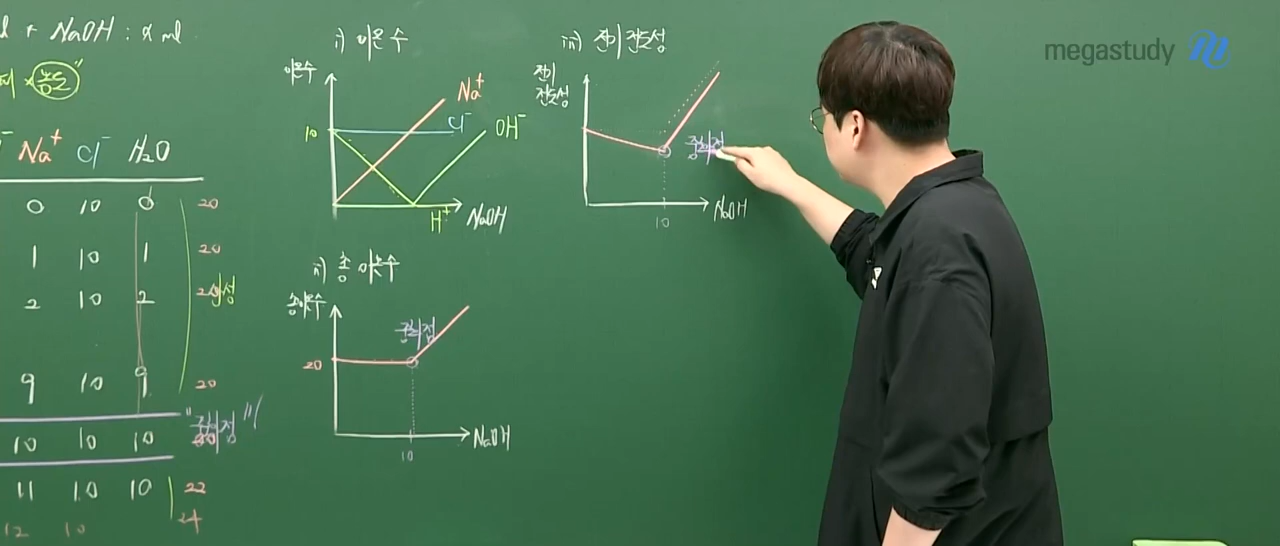 + NaOH : x ml
Na⁺ Cl⁻ H₂O
0 10 0 20
1 10 1 20
2 10 2 20
9 10 9 20
10 10 10 "중화점"
11 10 10 22
12 10 24
i) 이온 수
이온수
10
Na⁺
Cl⁻
OH⁻
H⁺
NaOH
ii) 총 이온수
총이온수
20
중화점
10
NaOH
iii) 전기 전도성
전기
전도성
중화점
10
NaOH
megastudy